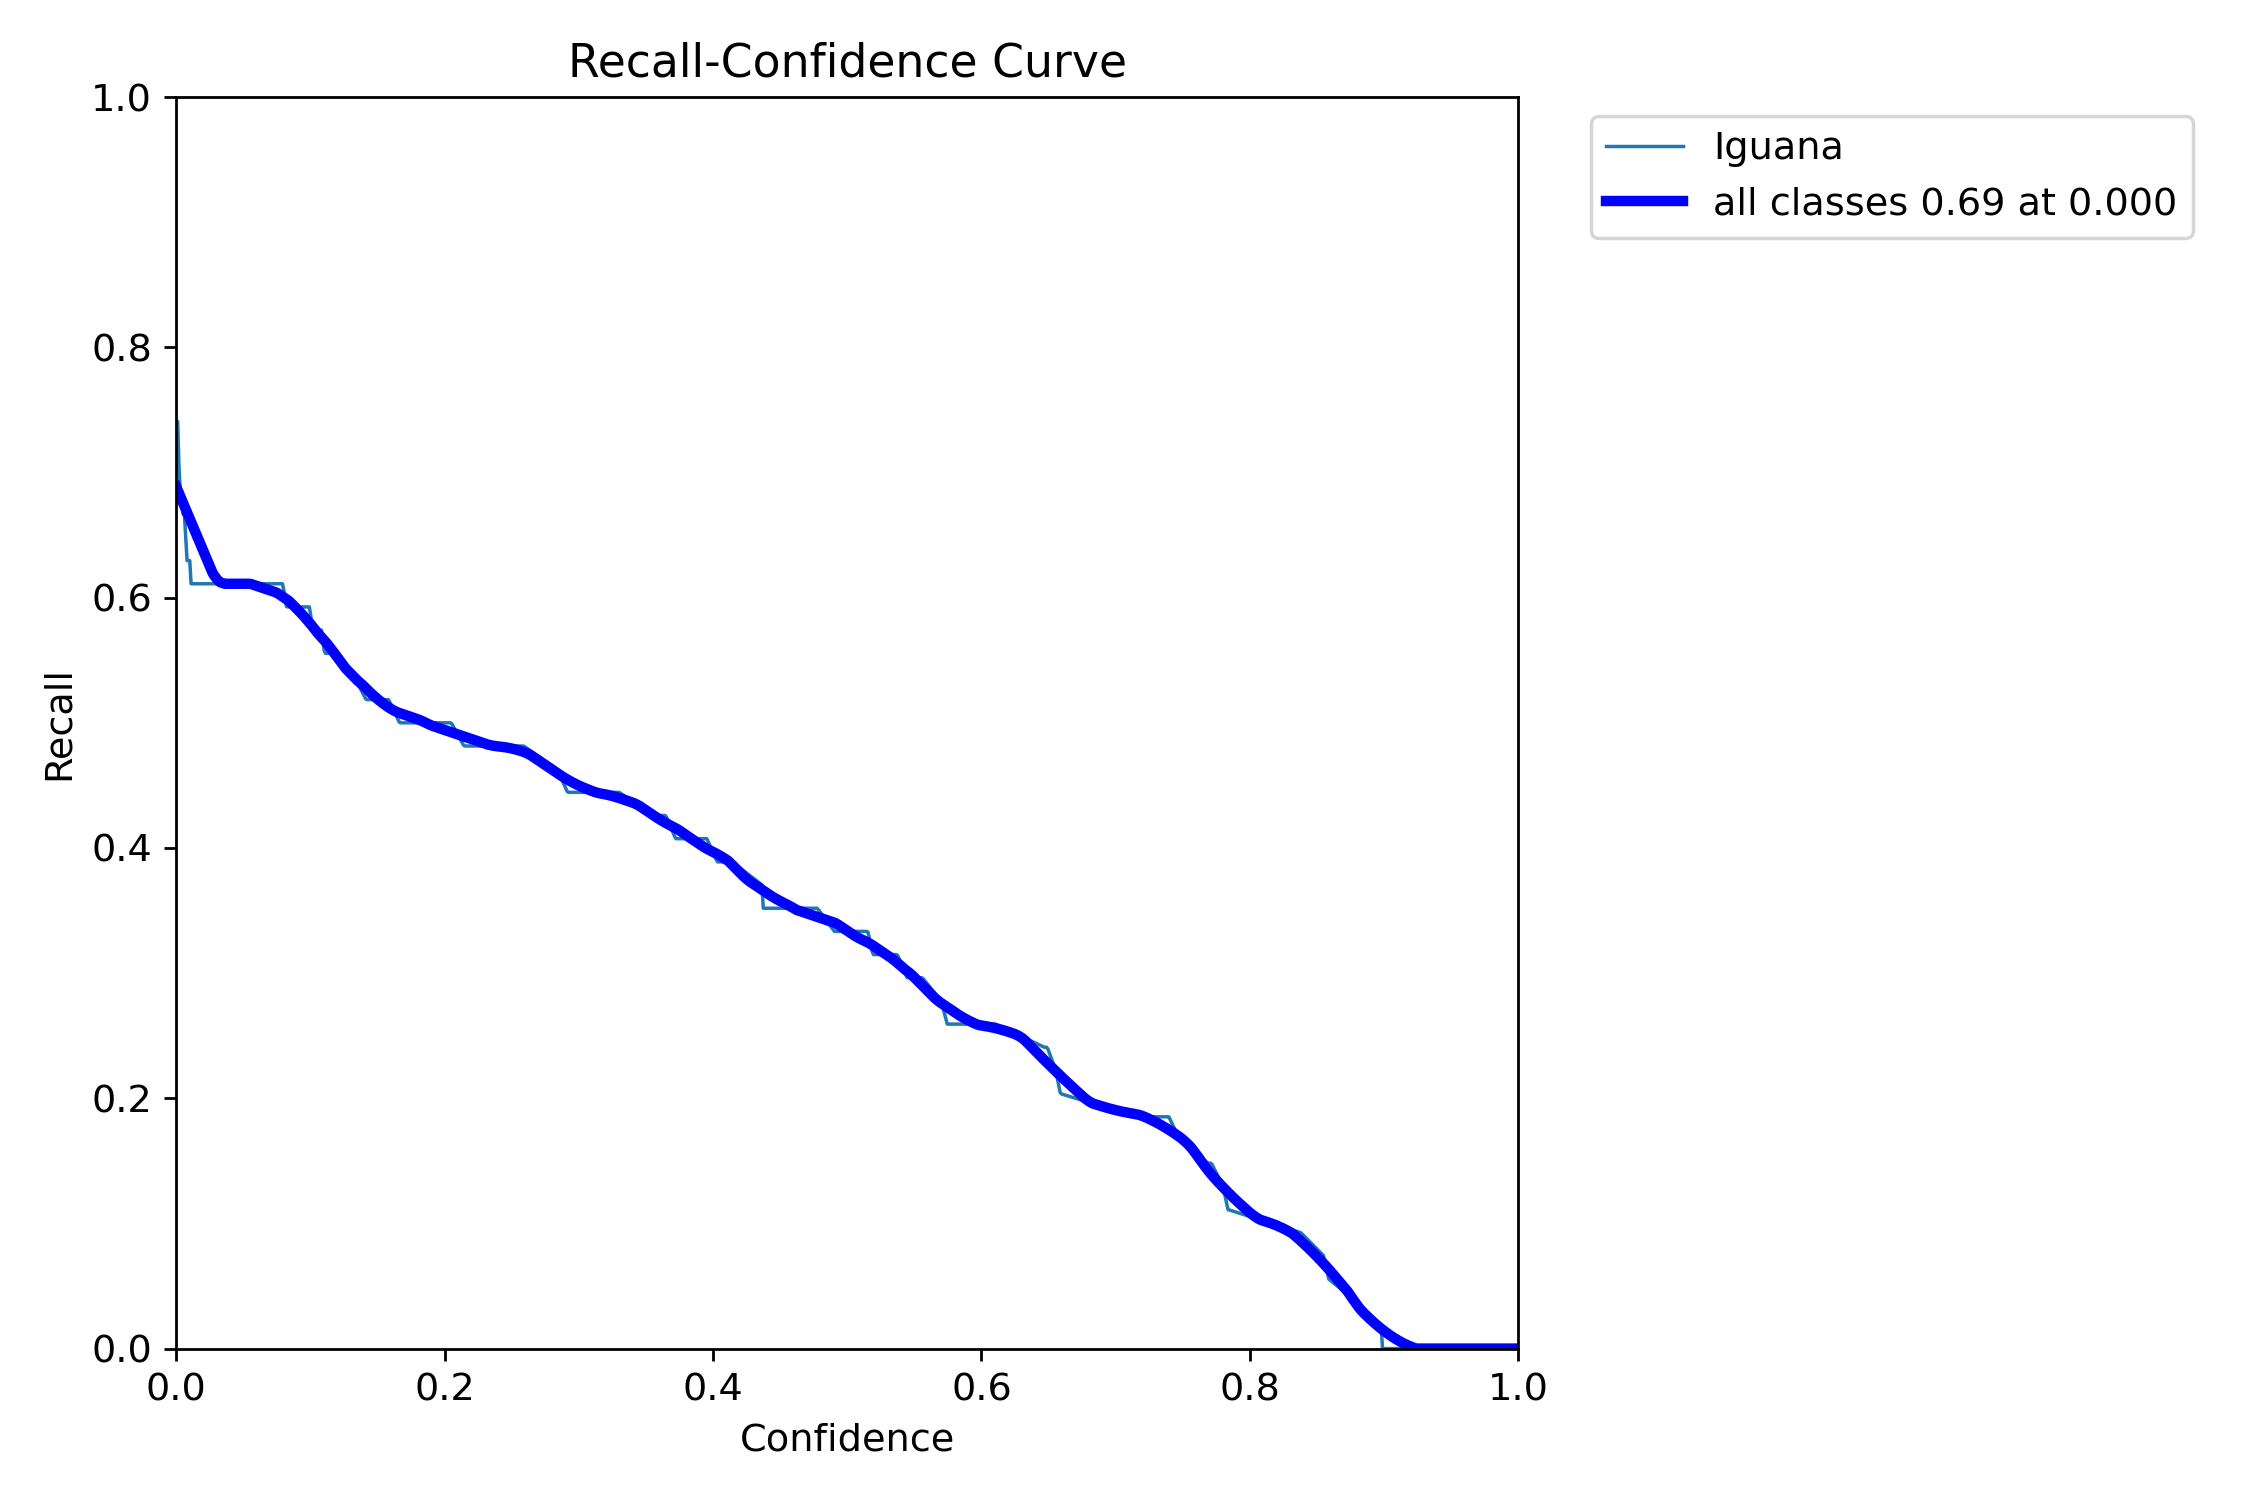 Recall-Confidence Curve
1.0
0.8
0.6
0.4
0.2
0.0
Recall
0.0 0.2 0.4 0.6 0.8 1.0
Confidence
Iguana
all classes 0.69 at 0.000